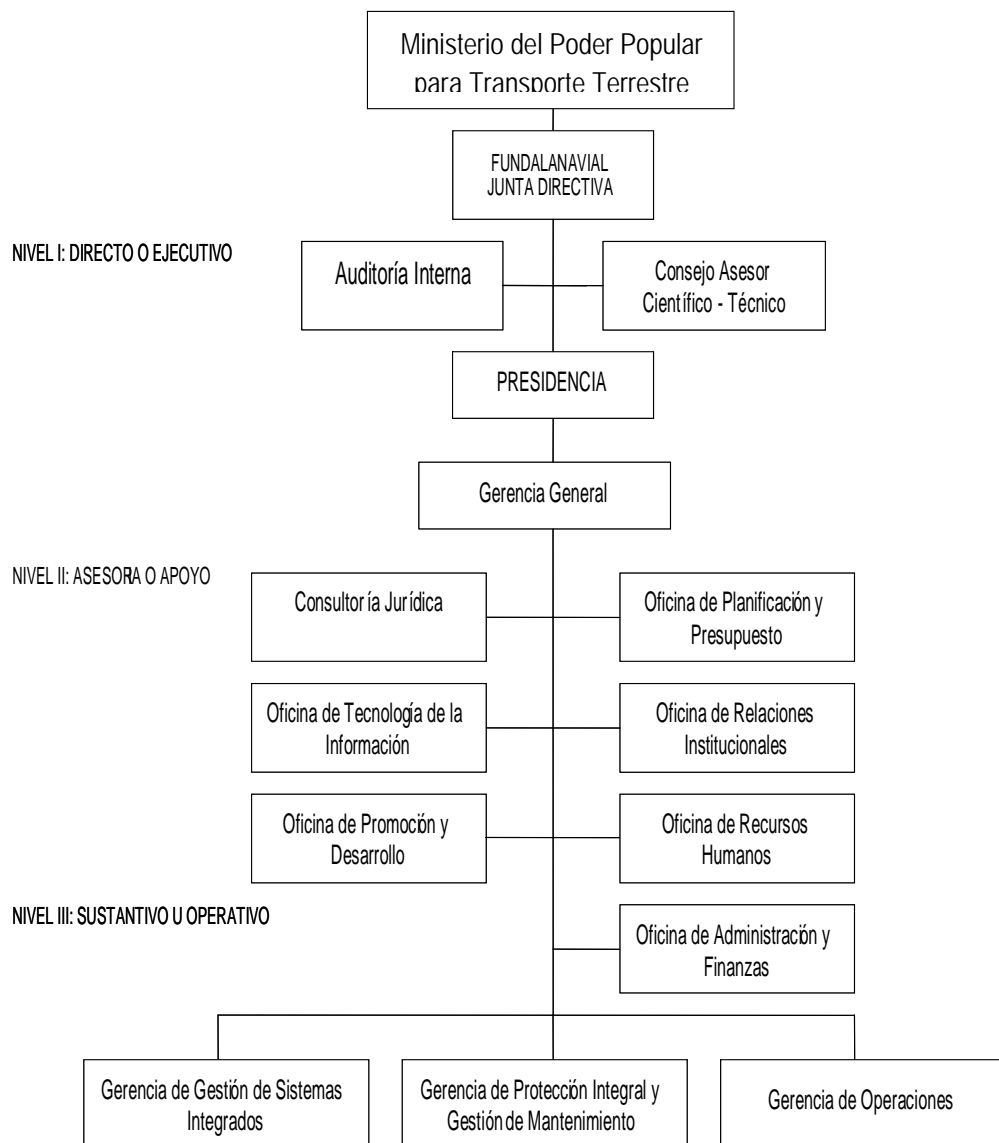 Ministerio del Poder Popular
para Transporte Terrestre
FUNDALANAVIAL
JUNTA DIRECTIVA
NIVEL I: DIRECTO O EJECUTIVO
Auditoría Interna
Consejo Asesor
Científico - Técnico
PRESIDENCIA
Gerencia General
NIVEL II: ASESORIA O APOYO
Consultoría Jurídica
Oficina de Planificación y
Presupuesto
Oficina de Tecnología de la
Información
Oficina de Relaciones
Institucionales
Oficina de Promoción y
Desarrollo
Oficina de Recursos
Humanos
NIVEL III: SUSTANTIVO U OPERATIVO
Oficina de Administración y
Finanzas
Gerencia de Gestión de Sistemas
Integrados
Gerencia de Protección Integral y
Gestión de Mantenimiento
Gerencia de Operaciones